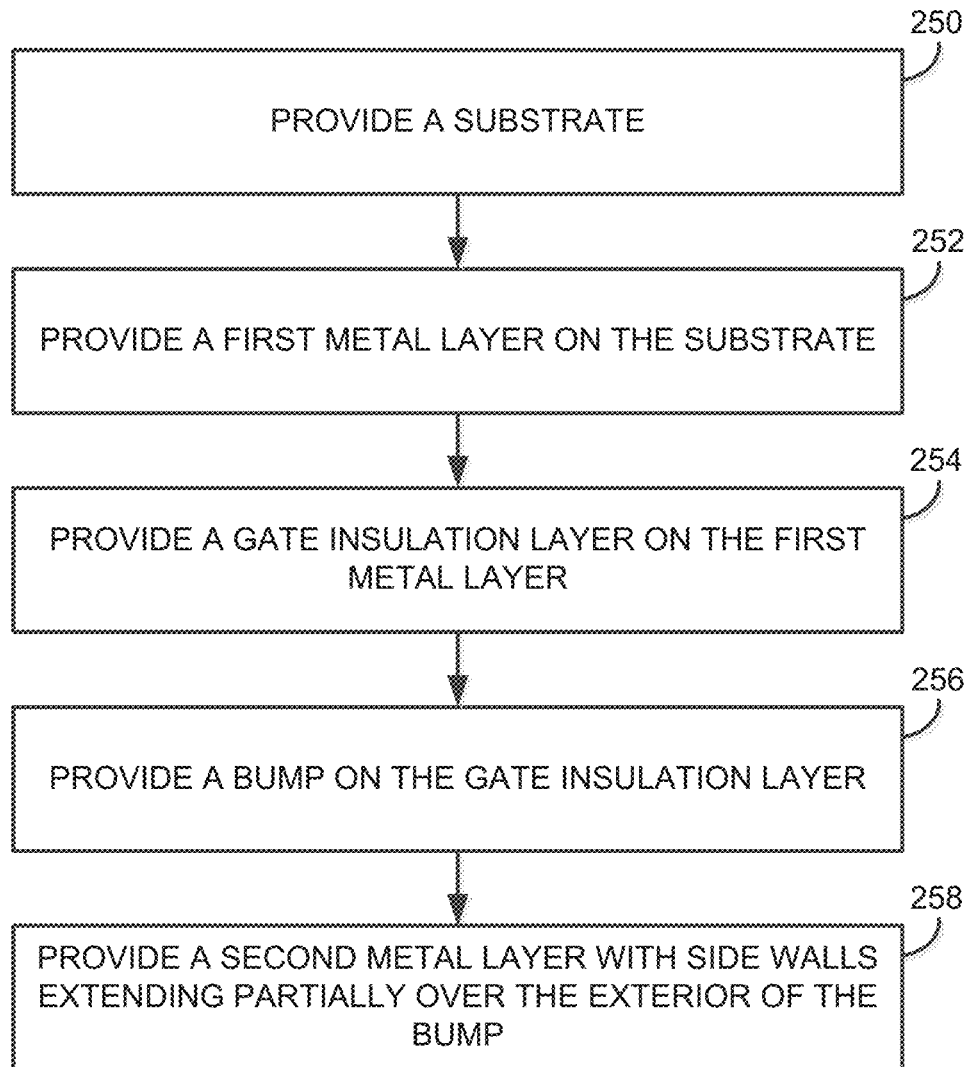 250
PROVIDE A SUBSTRATE
252
PROVIDE A FIRST METAL LAYER ON THE SUBSTRATE
254
PROVIDE A GATE INSULATION LAYER ON THE FIRST
METAL LAYER
256
PROVIDE A BUMP ON THE GATE INSULATION LAYER
258
PROVIDE A SECOND METAL LAYER WITH SIDE WALLS
EXTENDING PARTIALLY OVER THE EXTERIOR OF THE
BUMP